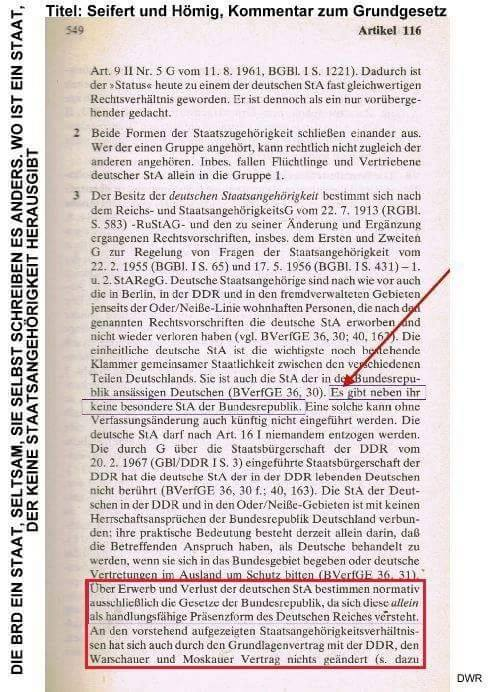 Titel: Seifert und Hömig, Kommentar zum Grundgesetz
DIE BRD EIN STAAT, SELTSAM, SIE SELBST SCHREIBEN ES ANDERS. WO IST EIN STAAT,
DER KEINE STAATSANGEHÖRIGKEIT HERAUSGIBT
549
Artikel 116
Art. 9 II Nr. 5 G vom 11. 8. 1961, BGBl. I S. 1221). Dadurch ist
der »Status« heute zu einem der deutschen StA fast gleichwertigen
Rechtsverhältnis geworden. Er ist dennoch als ein nur vorüberge-
hender gedacht.
2 Beide Formen der Staatszugehörigkeit schließen einander aus.
Wer der einen Gruppe angehört, kann rechtlich nicht zugleich der
anderen angehören. Inbes. fallen Flüchtlinge und Vertriebene
deutscher StA allein in die Gruppe 1.
3 Der Besitz der deutschen Staatsangehörigkeit bestimmt sich nach
dem Reichs- und StaatsangehörigkeitsG vom 22. 7. 1913 (RGBl.
S. 583) -RuStAG- und den zu seiner Änderung und Ergänzung
ergangenen Rechtsvorschriften, insbes. dem Ersten und Zweiten
G zur Regelung von Fragen der Staatsangehörigkeit vom
22. 2. 1955 (BGBl. I S. 65) und 17. 5. 1956 (BGBl. I S. 431) – 1.
u. 2. StARegG. Deutsche Staatsangehörige sind nach wie vor auch
die in Berlin, in der DDR und in den fremdverwalteten Gebieten
jenseits der Oder/Neiße-Linie wohnhaften Personen, die nach den
genannten Rechtsvorschriften die deutsche StA erworben und
nicht wieder verloren haben (vgl. BVerfGE 36, 30; 40, 163). Die
einheitliche deutsche StA ist die wichtigste noch bestehende
Klammer gemeinsamer Staatlichkeit zwischen den verschiedenen
Teilen Deutschlands. Sie ist auch die StA der in der Bundesrepu-
blik ansässigen Deutschen (BVerfGE 36, 30). Es gibt neben ihr
keine besondere StA der Bundesrepublik. Eine solche kann ohne
Verfassungsänderung auch künftig nicht eingeführt werden. Die
deutsche StA darf nach Art. 16 I niemandem entzogen werden.
Die durch G über die Staatsbürgerschaft der DDR vom
20. 2. 1967 (GBl/DDR I S. 3) eingeführte Staatsbürgerschaft der
DDR hat die deutsche StA der in der DDR lebenden Deutschen
nicht berührt (BVerfGE 36, 30 f.; 40, 163). Die StA der Deut-
schen in der DDR und in den Oder/Neiße-Gebieten ist mit keinen
Herrschaftsansprüchen der Bundesrepublik Deutschland verbun-
den; ihre praktische Bedeutung besteht derzeit allein darin, daß
die Betreffenden Anspruch haben, als Deutsche behandelt zu
werden, wenn sie sich in das Bundesgebiet begeben oder deutsche
Vertretungen im Ausland um Schutz bitten (BVerfGE 36, 31).
Über Erwerb und Verlust der deutschen StA bestimmen normativ
ausschließlich die Gesetze der Bundesrepublik, da sich diese allein
als handlungsfähige Präsenzform des Deutschen Reiches versteht.
An den vorstehend aufgezeigten Staatsangehörigkeitsverhältnis-
sen hat sich auch durch den Grundlagenvertrag mit der DDR, den
Warschauer und Moskauer Vertrag nichts geändert (s. dazu
DWR